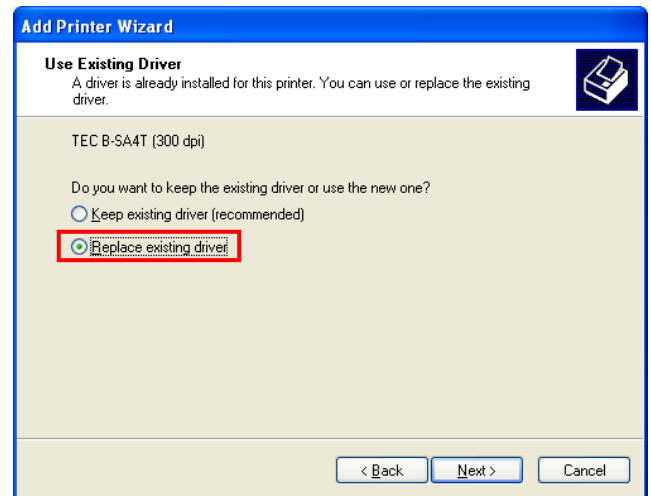 Add Printer Wizard
Use Existing Driver
A driver is already installed for this printer. You can use or replace the existing
driver.
TEC B-SA4T (300 dpi)
Do you want to keep the existing driver or use the new one?
Keep existing driver (recommended)
Replace existing driver
< Back
Next >
Cancel